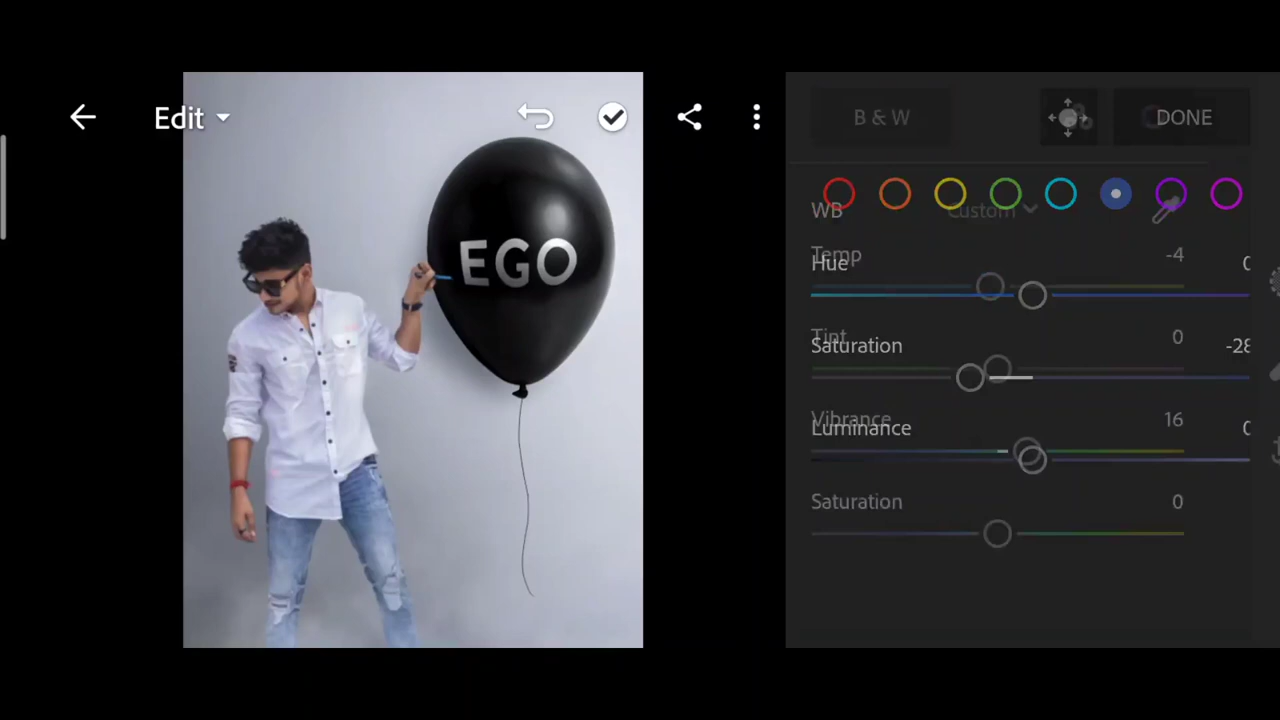 Edit
B & W
DONE
WB
Custom
Temp
-4
Hue
0
Tint
0
Saturation
-28
Vibrance
16
Luminance
0
Saturation
0
EGO